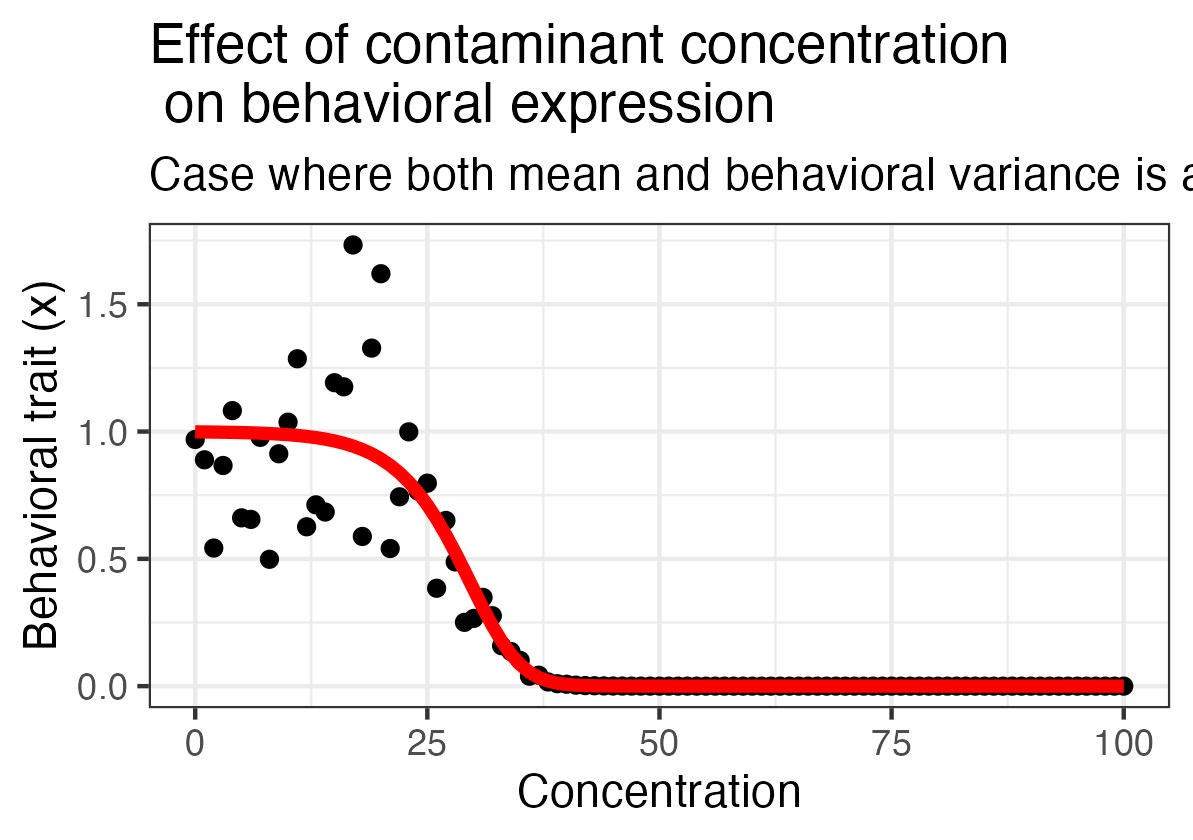 Effect of contaminant concentration
on behavioral expression
Case where both mean and behavioral variance is
Behavioral trait (x)
1.5
1.0
0.5
0.0
0
25
50
75
100
Concentration